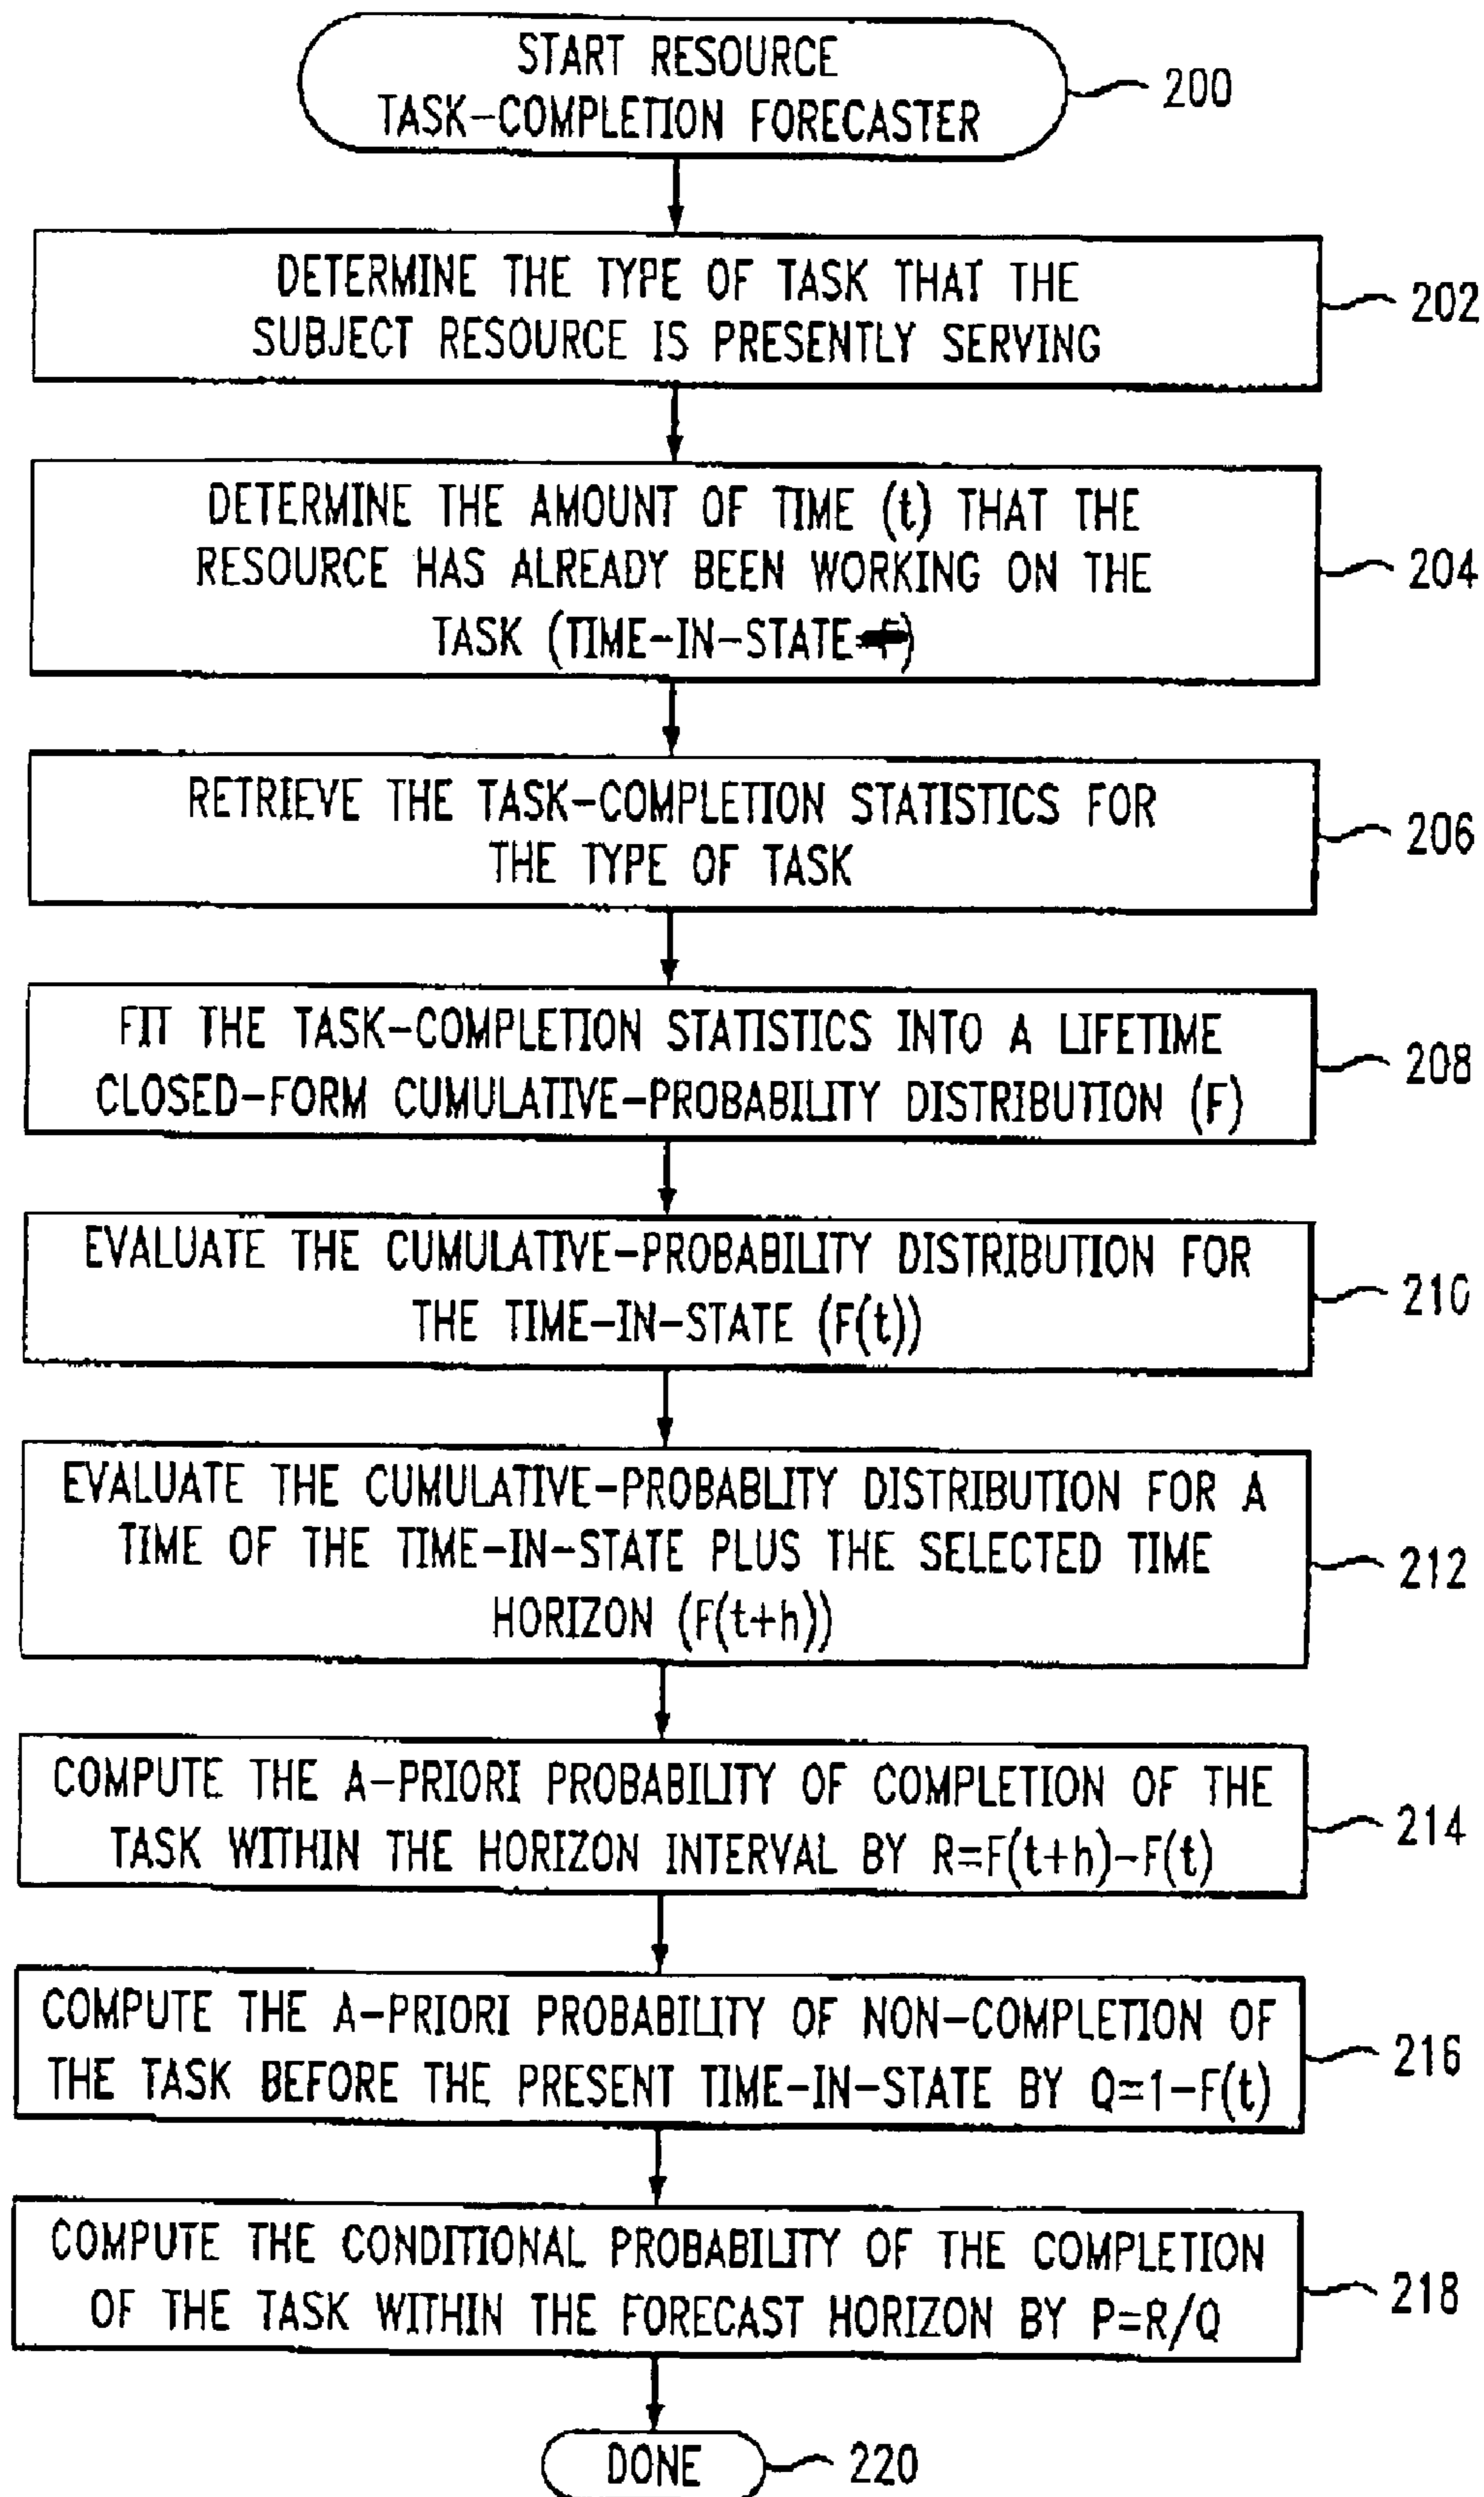 START RESOURCE
TASK-COMPLETION FORECASTER
200
DETERMINE THE TYPE OF TASK THAT THE
SUBJECT RESOURCE IS PRESENTLY SERVING
202
DETERMINE THE AMOUNT OF TIME (t) THAT THE
RESOURCE HAS ALREADY BEEN WORKING ON THE
TASK (TIME-IN-STATE
204
RETRIEVE THE TASK-COMPLETION STATISTICS FOR
THE TYPE OF TASK
206
FIT THE TASK-COMPLETION STATISTICS INTO A LIFETIME
CLOSED-FORM CUMULATIVE-PROBABILITY DISTRIBUTION (F)
208
EVALUATE THE CUMULATIVE-PROBABILITY DISTRIBUTION FOR
THE TIME-IN-STATE (F(t))
210
EVALUATE THE CUMULATIVE-PROBABLITY DISTRIBUTION FOR A
TIME OF THE TIME-IN-STATE PLUS THE SELECTED TIME
HORIZON (F(t+h))
212
COMPUTE THE A-PRIORI PROBABILITY OF COMPLETION OF THE
TASK WITHIN THE HORIZON INTERVAL BY R=F(t+h)-F(t)
214
COMPUTE THE A-PRIORI PROBABILITY OF NON-COMPLETION OF
THE TASK BEFORE THE PRESENT TIME-IN-STATE BY Q=1-F(t)
216
COMPUTE THE CONDITIONAL PROBABILITY OF THE COMPLETION
OF THE TASK WITHIN THE FORECAST HORIZON BY P=R/Q
218
DONE
220